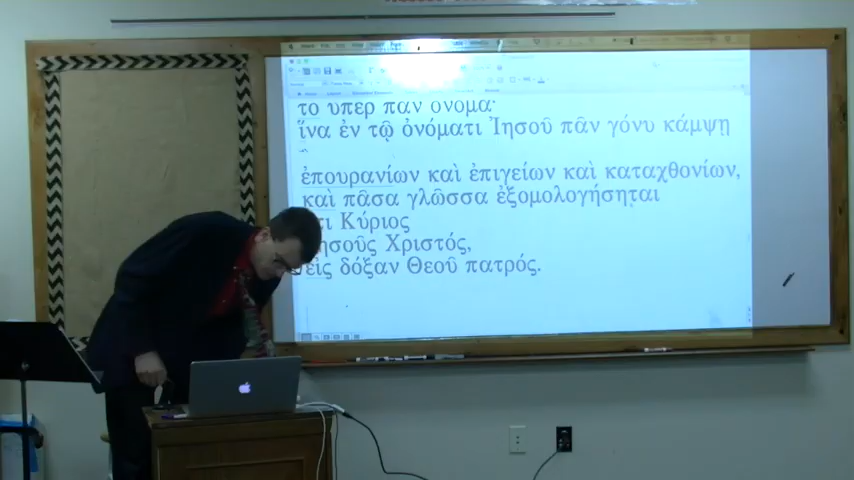 το υπερ παν ονομα·
ἵνα ἐν τῷ ὀνόματι Ἰησοῦ πᾶν γόνυ κάμψῃ
ἐπουρανίων καὶ ἐπιγείων καὶ καταχθονίων,
καὶ πᾶσα γλῶσσα ἐξομολογήσηται
Κύριος
Χριστός,
εἰς δόξαν Θεοῦ πατρός.